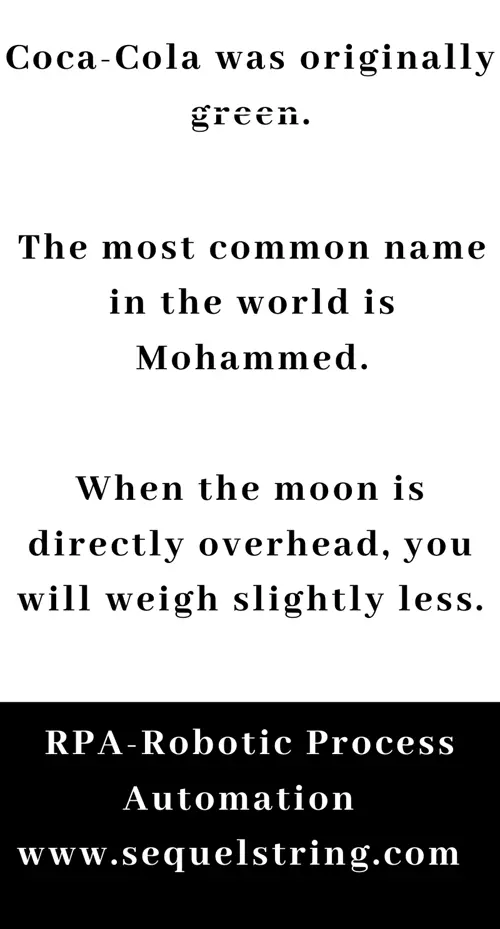 Coca-Cola was originally
green.
The most common name
in the world is
Mohammed.
When the moon is
directly overhead, you
will weigh slightly less.
RPA-Robotic Process
Automation
www.sequelstring.com